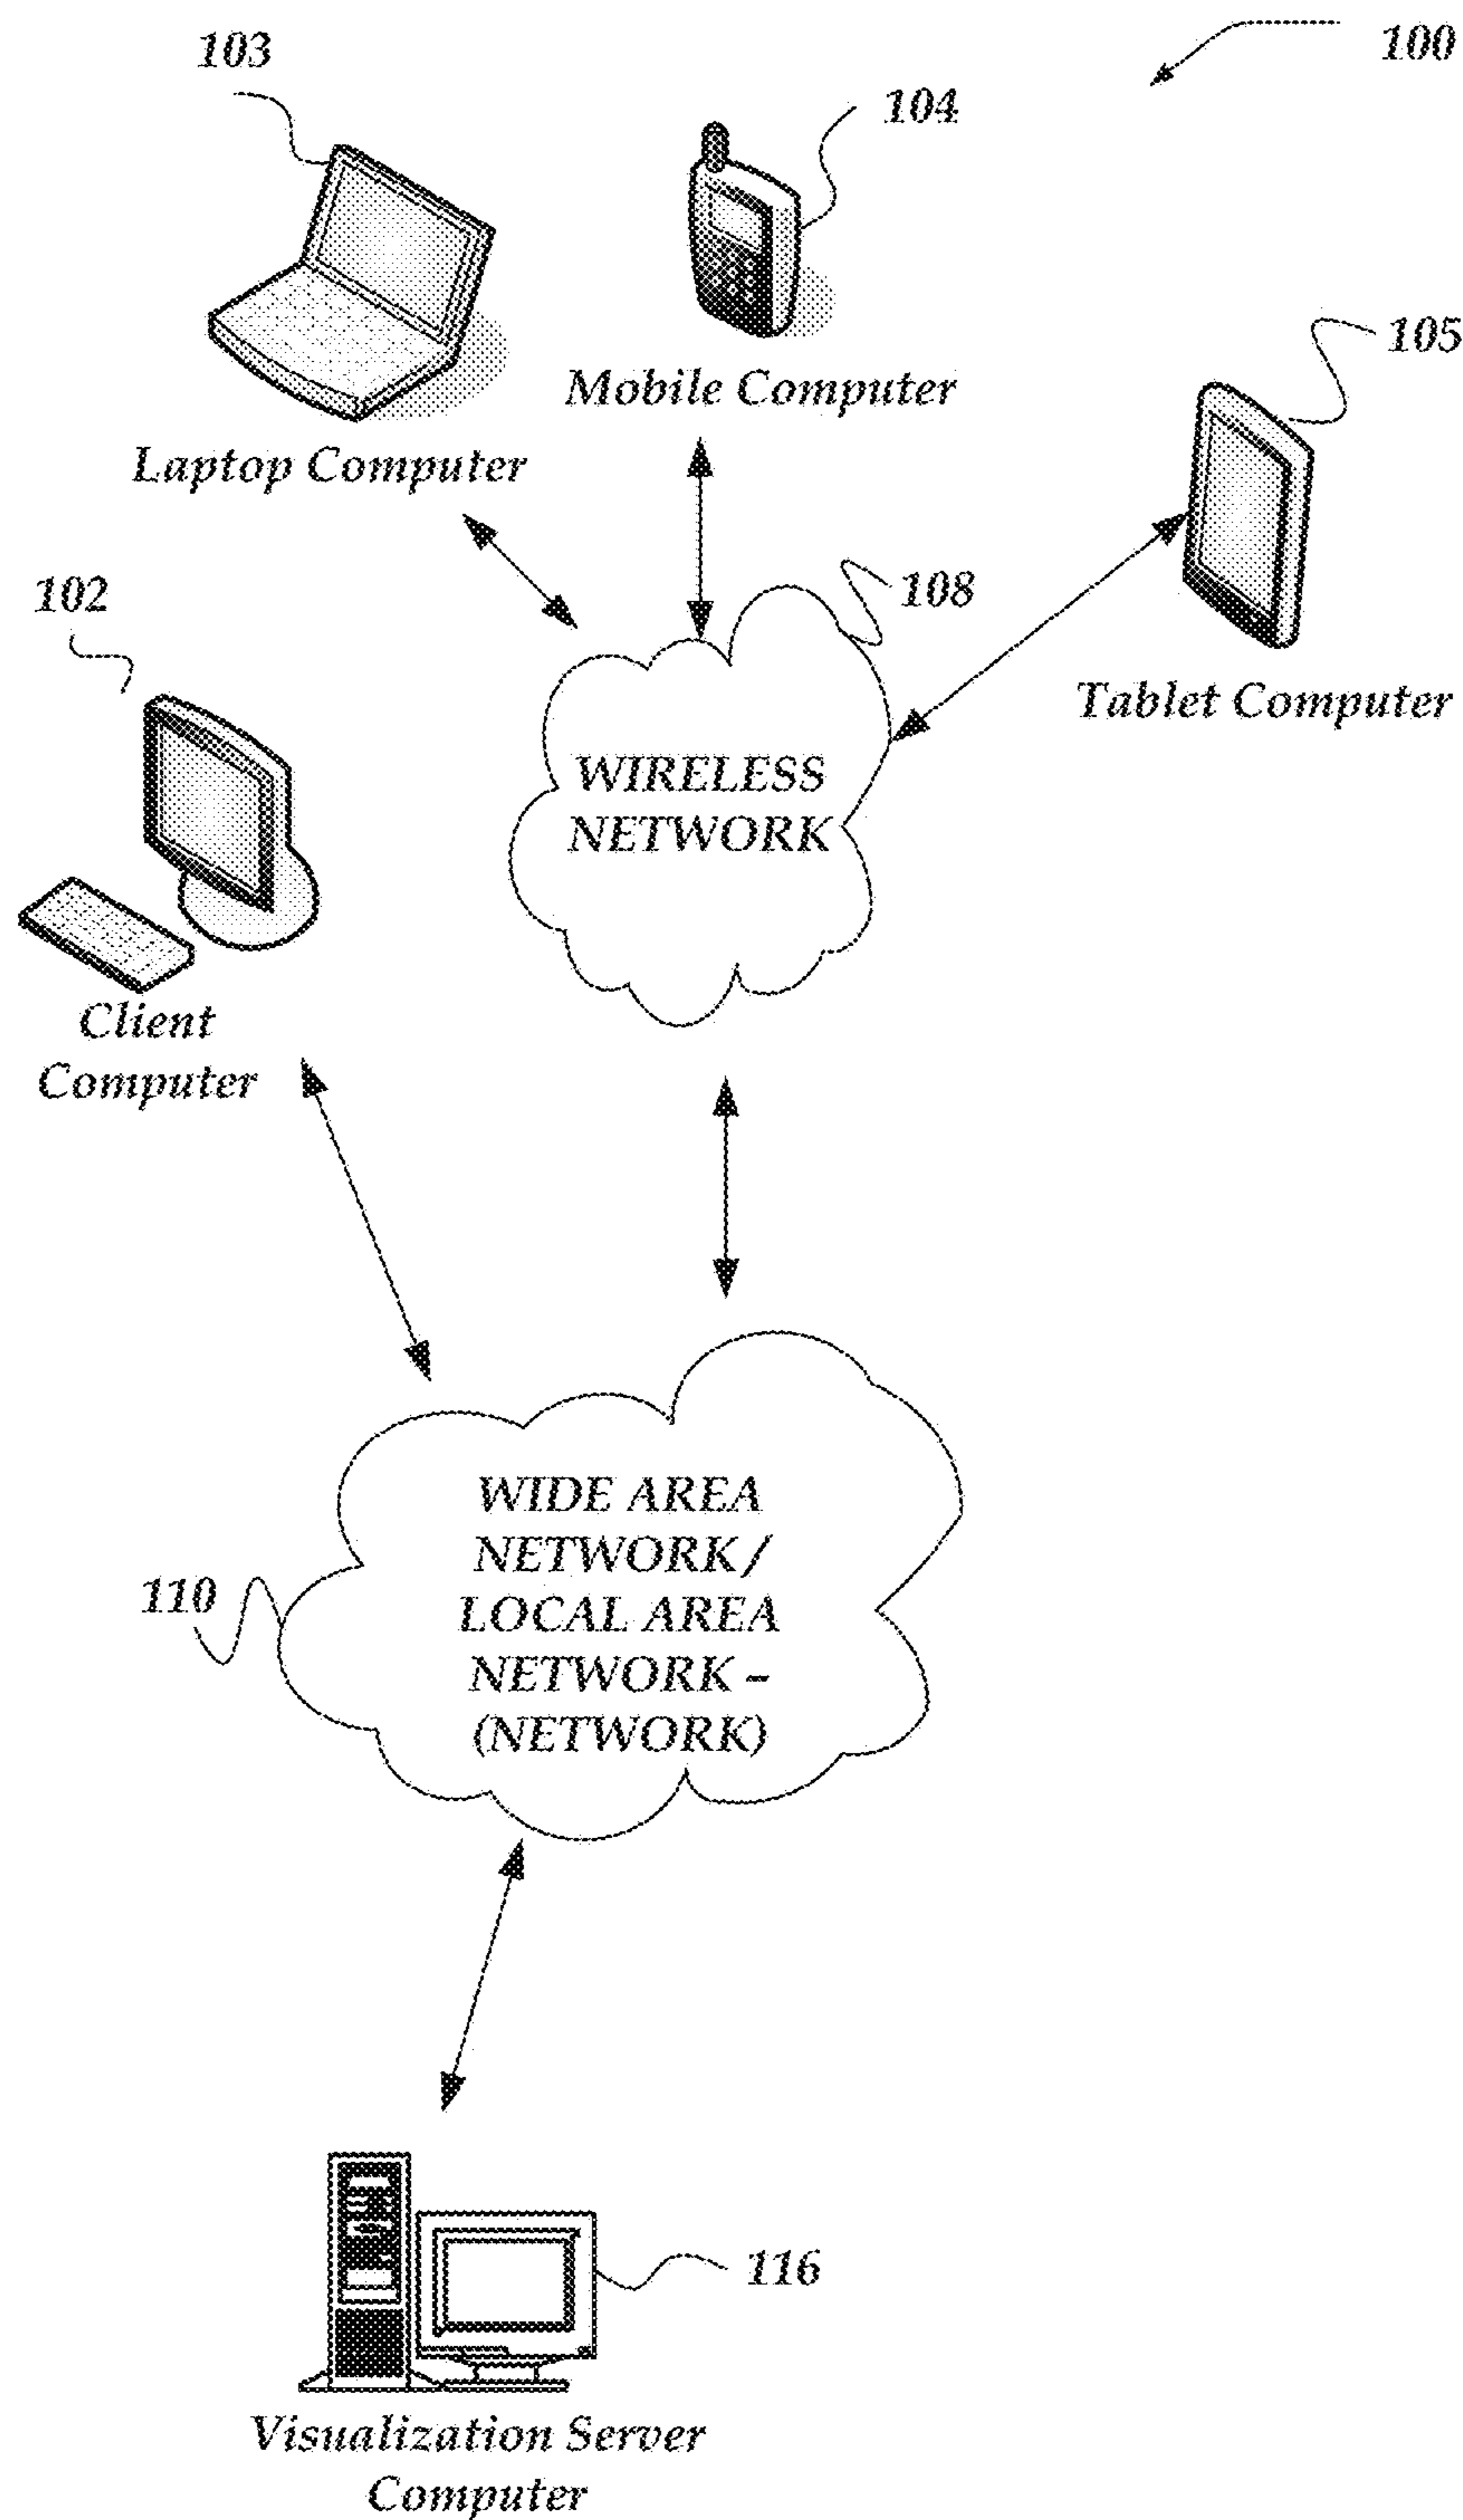 103
100
104
105
Mobile Computer
Laptop Computer
102
108
Tablet Computer
WIRELESS
NETWORK
Client
Computer
WIDE AREA
NETWORK /
LOCAL AREA
NETWORK –
(NETWORK)
110
116
Visualization Server
Computer